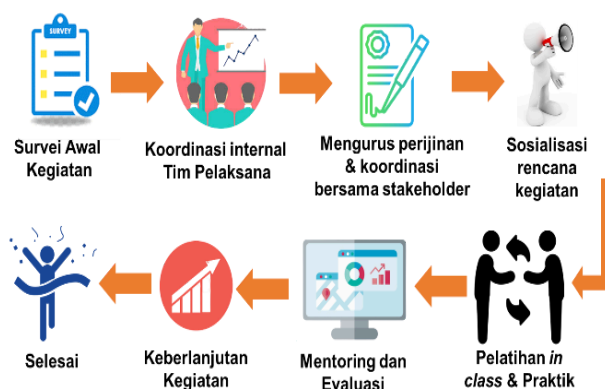 SURVEY
Survei Awal
Kegiatan
Koordinasi internal
Tim Pelaksana
Mengurus perijinan
& koordinasi
bersama stakeholder
Sosialisasi
rencana
kegiatan
Pelatihan in
class & Praktik
Mentoring dan
Evaluasi
Keberlanjutan
Kegiatan
Selesai